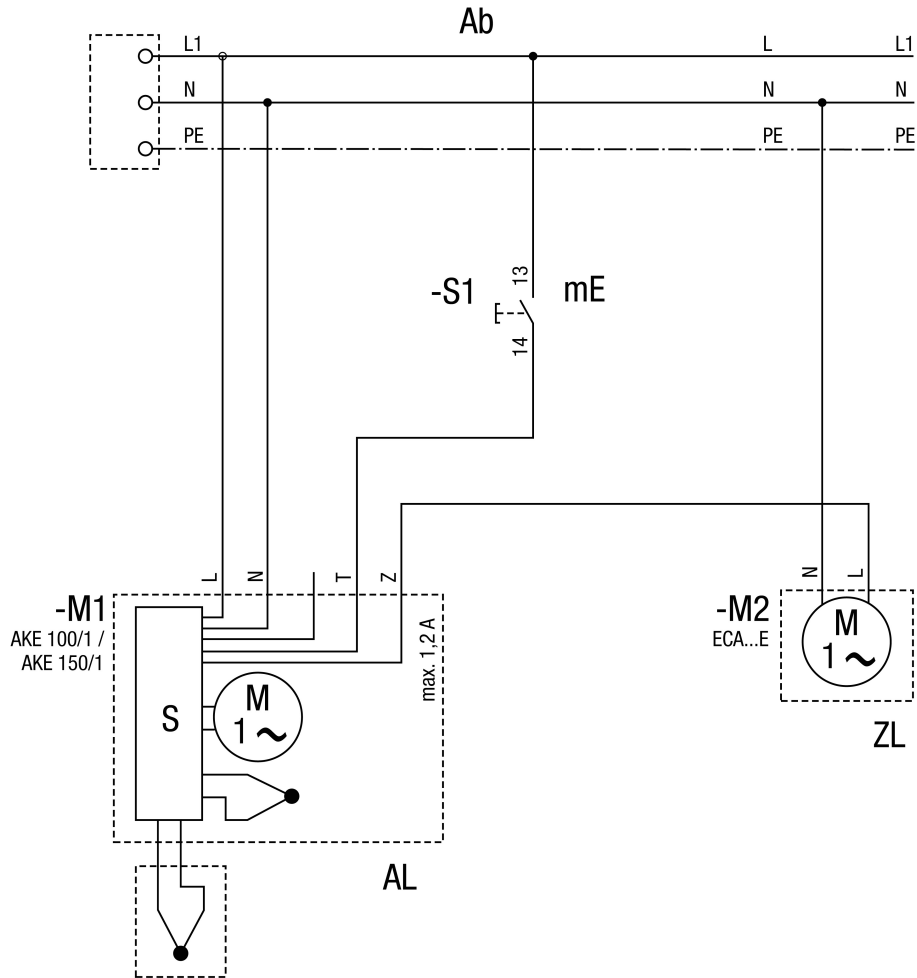 Ab
L1 L L1
N N N
PE PE PE
13
-S1 mE
14
L N T Z
N L
-M1
AKE 100/1 /
AKE 150/1
max. 1,2 A
-M2
ECA...E
M
1
S
M
1
ZL
AL